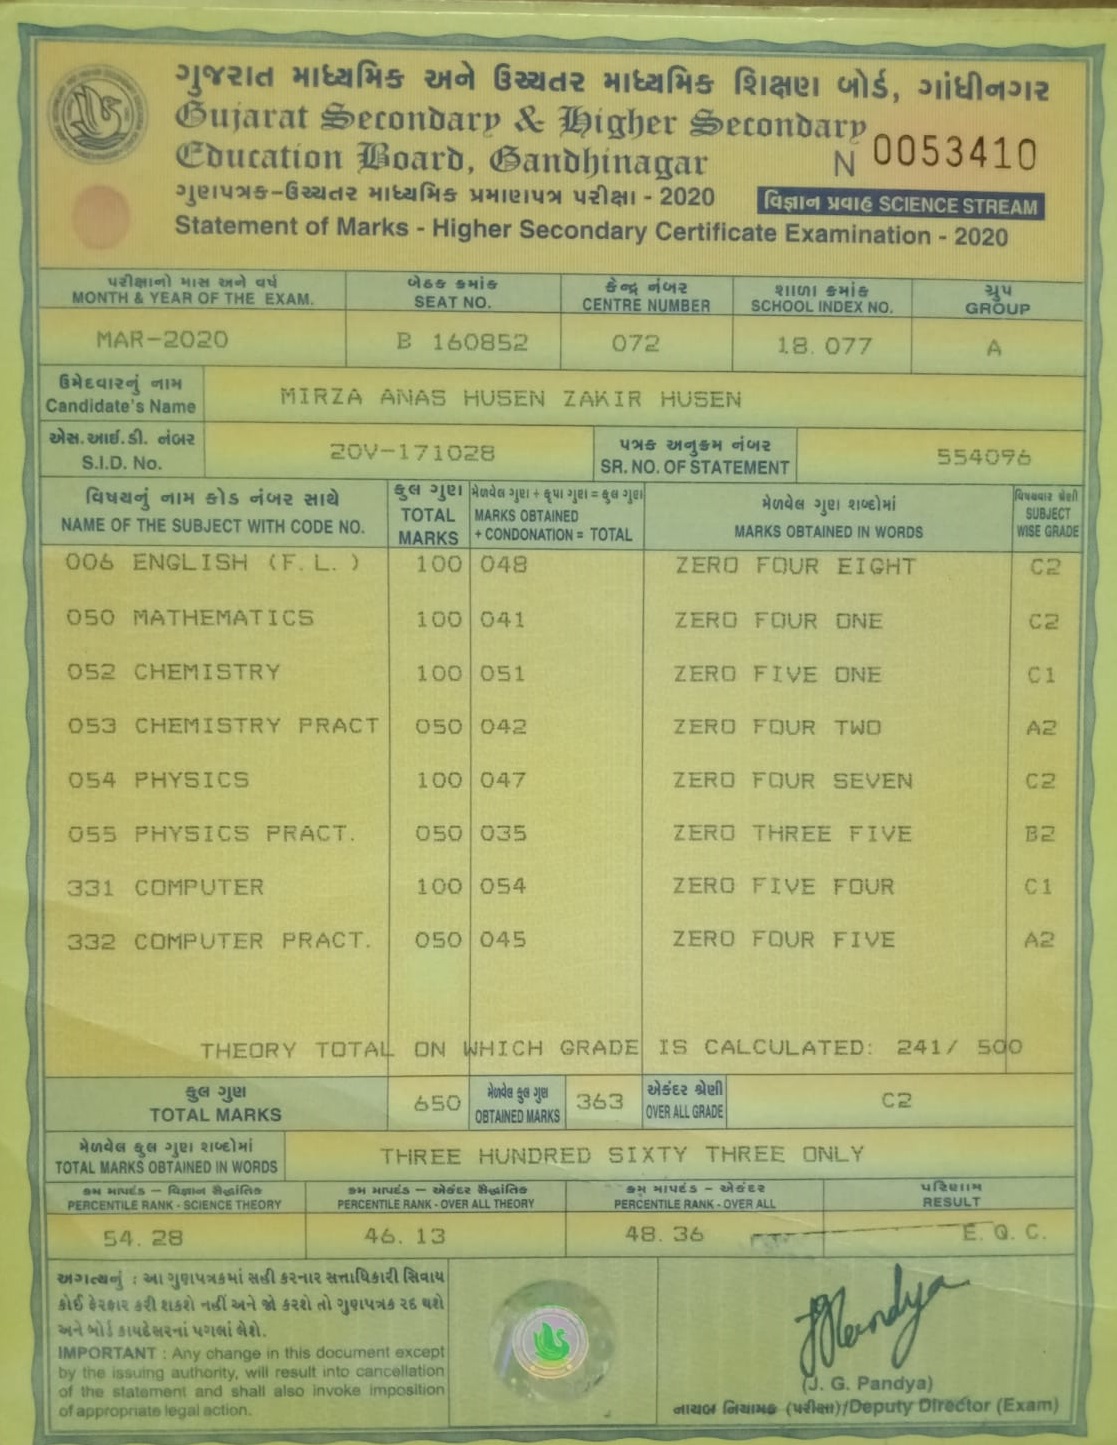 ગુજરાત માધ્યમિક અને ઉચ્ચતર માધ્યમિક શિક્ષણ બોર્ડ, ગાંધીનગર
Gujarat Secondary & Higher Secondary
Education Board, Gandhinagar
N 0053410
ગુણપત્રક-ઉચ્ચતર માધ્યમિક પ્રમાણપત્ર પરીક્ષા - 2020
વિજ્ઞાન પ્રવાહ SCIENCE STREAM
Statement of Marks - Higher Secondary Certificate Examination - 2020
પરીક્ષાનો માસ અને વર્ષ બેઠક ક્રમાંક કેન્દ્ર નંબર શાળા ક્રમાંક ગ્રુપ
MONTH & YEAR OF THE EXAM. SEAT NO. CENTRE NUMBER SCHOOL INDEX NO. GROUP
MAR-2020 B 160852 072 18.077 A
ઉમેદવારનું નામ
Candidate's Name
MIRZA ANAS HUSEN ZAKIR HUSEN
એસ.આઈ.ડી. નંબર
S.I.D. No.
20V-171028
પત્રક અનુક્રમ નંબર
SR. NO. OF STATEMENT
554096
વિષયનું નામ કોડ નંબર સાથે
NAME OF THE SUBJECT WITH CODE NO.
કુલ ગુણ
TOTAL
MARKS
મેળવેલ ગુણ + કૃપા ગુણ = કુલ ગુણ
MARKS OBTAINED
+ CONDONATION = TOTAL
મેળવેલ ગુણ શબ્દોમાં
MARKS OBTAINED IN WORDS
વિષયવાર શ્રેણી
SUBJECT
WISE GRADE
006 ENGLISH (F.L.) 100 048 ZERO FOUR EIGHT C2
050 MATHEMATICS 100 041 ZERO FOUR ONE C2
052 CHEMISTRY 100 051 ZERO FIVE ONE C1
053 CHEMISTRY PRACT 050 042 ZERO FOUR TWO A2
054 PHYSICS 100 047 ZERO FOUR SEVEN C2
055 PHYSICS PRACT. 050 035 ZERO THREE FIVE B2
331 COMPUTER 100 054 ZERO FIVE FOUR C1
332 COMPUTER PRACT. 050 045 ZERO FOUR FIVE A2
THEORY TOTAL ON WHICH GRADE IS CALCULATED: 241/ 500
કુલ ગુણ
TOTAL MARKS
650
મેળવેલ કુલ ગુણ
OBTAINED MARKS
363
એકંદર શ્રેણી
OVER ALL GRADE
C2
મેળવેલ કુલ ગુણ શબ્દોમાં
TOTAL MARKS OBTAINED IN WORDS
THREE HUNDRED SIXTY THREE ONLY
ક્રમ માપદંડ – વિજ્ઞાન સૈદ્ધાંતિક ક્રમ માપદંડ – એકંદર સૈદ્ધાંતિક ક્રમ માપદંડ – એકંદર પરિણામ
PERCENTILE RANK - SCIENCE THEORY PERCENTILE RANK - OVER ALL THEORY PERCENTILE RANK - OVER ALL RESULT
54.28 46.13 48.36 E.Q.C.
અગત્યનું : આ ગુણપત્રકમાં સહી કરનાર સત્તાધિકારી સિવાય
કોઈ ફેરફાર કરી શકશે નહીં અને જો કરશે તો ગુણપત્રક રદ થશે
અને બોર્ડ કાયદેસરનાં પગલાં લેશે.
IMPORTANT : Any change in this document except
by the issuing authority, will result into cancellation
of the statement and shall also invoke imposition
of appropriate legal action.
JGPandya
(J. G. Pandya)
નાયબ નિયામક (પરીક્ષા)/Deputy Director (Exam)